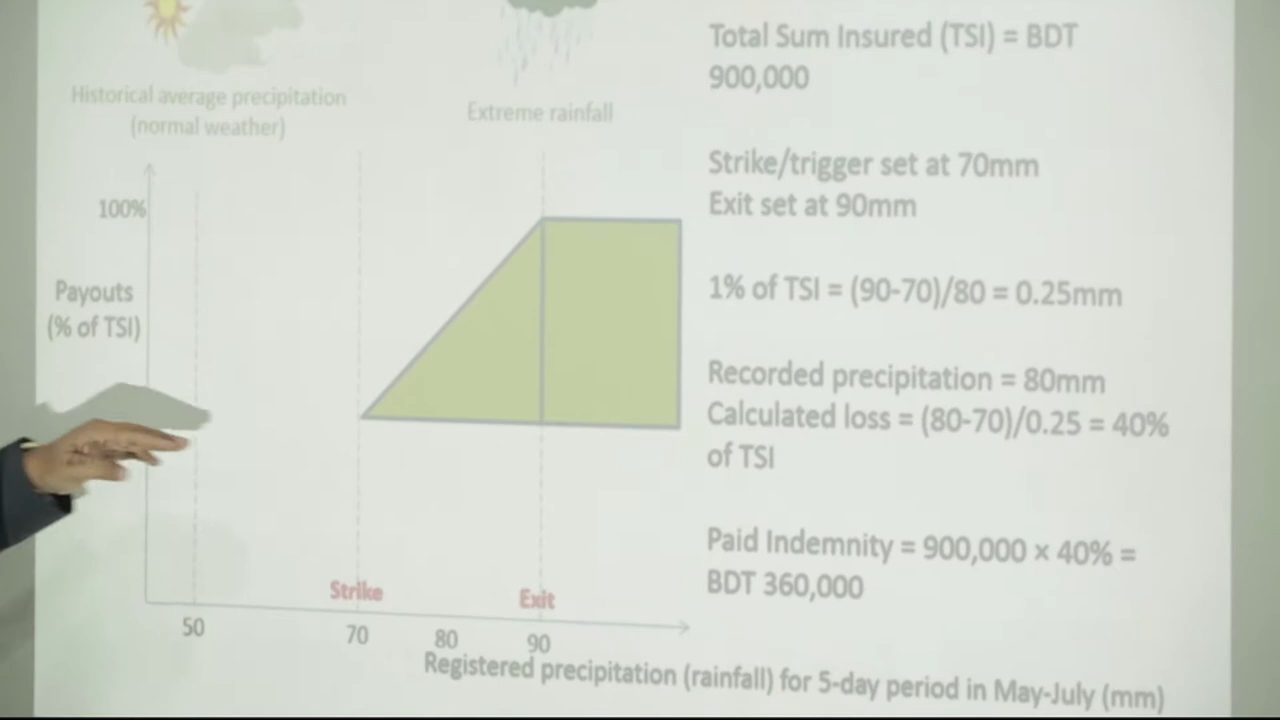 Historical average precipitation
(normal weather)
Extreme rainfall
100%
Payouts
(% of TSI)
Strike
Exit
50
70
80
90
Registered precipitation (rainfall) for 5-day period in May-July (mm)
Total Sum Insured (TSI) = BDT
900,000
Strike/trigger set at 70mm
Exit set at 90mm
1% of TSI = (90-70)/80 = 0.25mm
Recorded precipitation = 80mm
Calculated loss = (80-70)/0.25 = 40%
of TSI
Paid Indemnity = 900,000 × 40% =
BDT 360,000